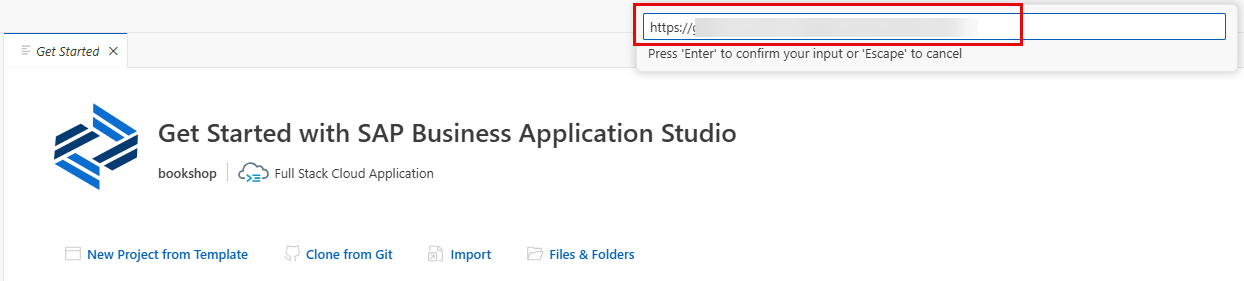 https://
Press 'Enter' to confirm your input or 'Escape' to cancel
Get Started
Get Started with SAP Business Application Studio
bookshop
Full Stack Cloud Application
New Project from Template
Clone from Git
Import
Files & Folders